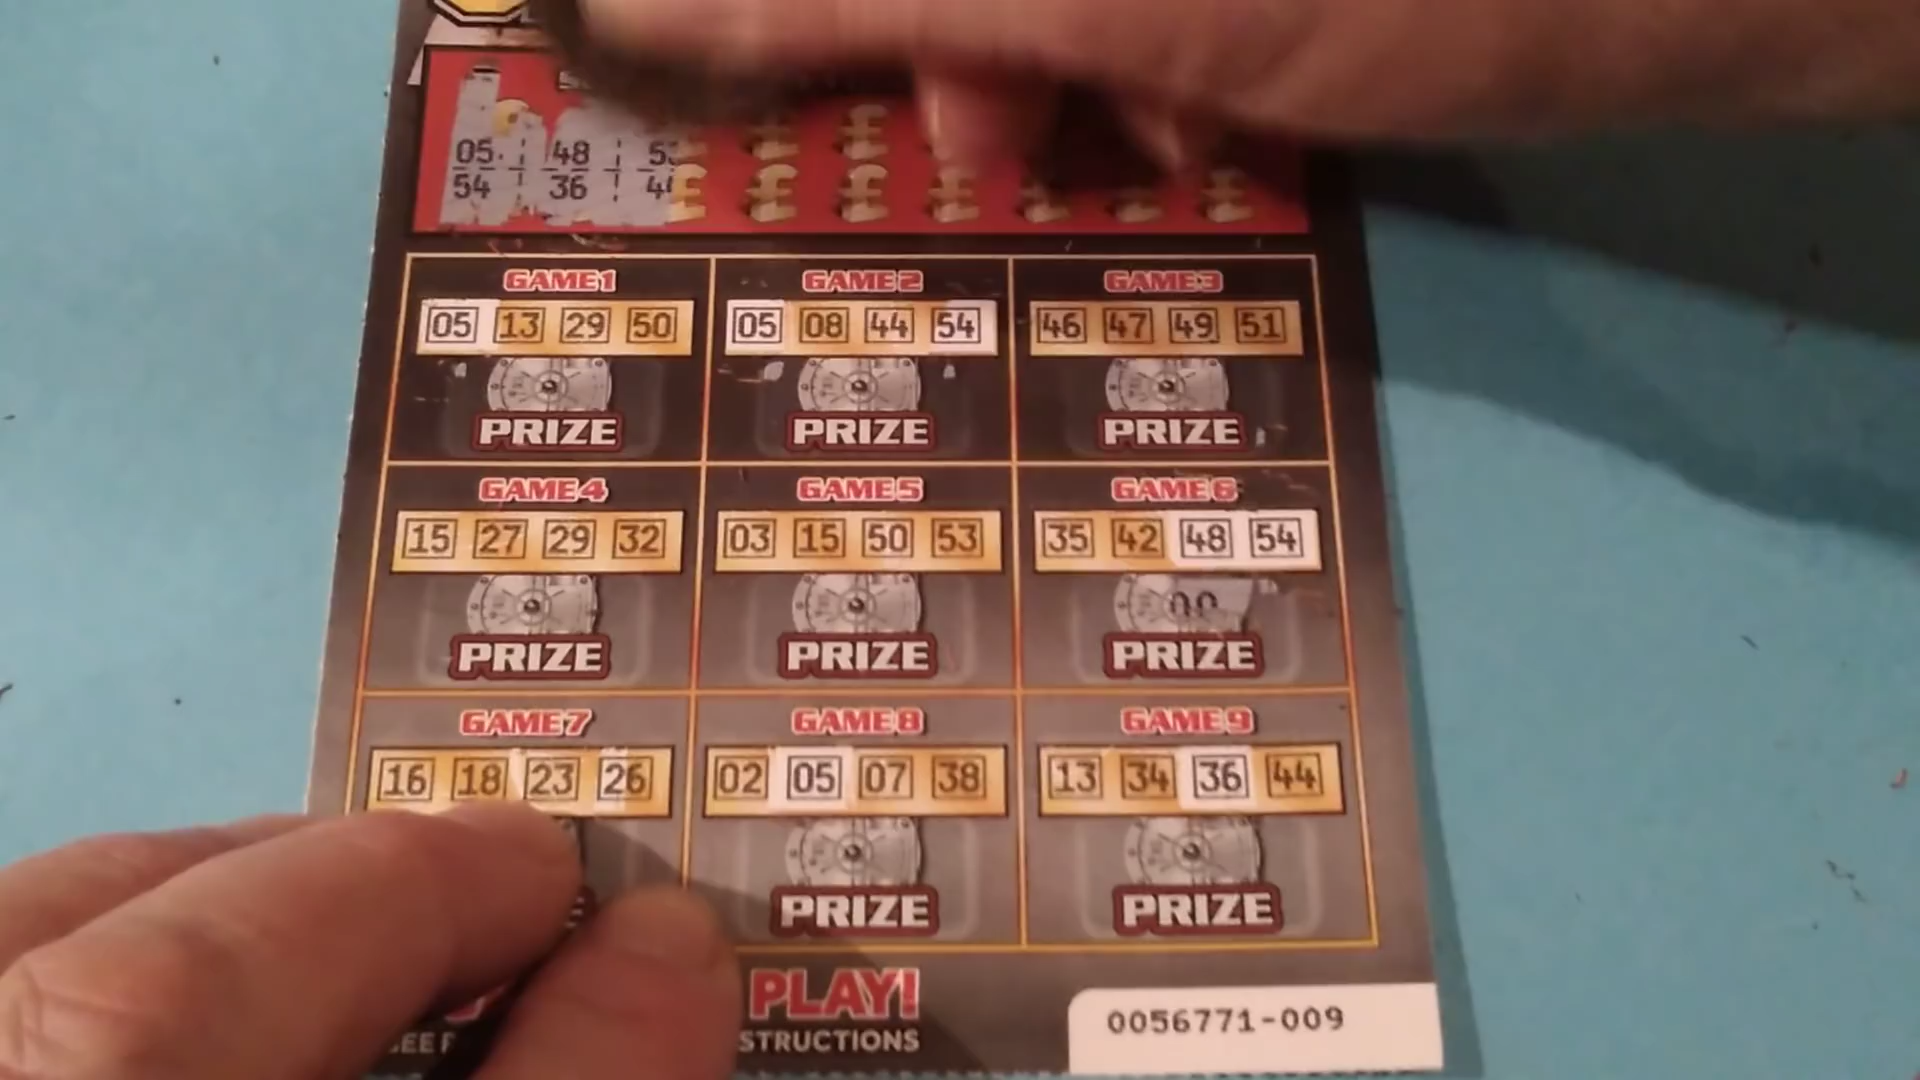 05 48
54 36
GAME 1 GAME 2 GAME 3
05 13 29 50 05 08 44 54 46 47 49 51
PRIZE PRIZE PRIZE
GAME 4 GAME 5 GAME 6
15 27 29 32 03 15 50 53 35 42 48 54
PRIZE PRIZE PRIZE
GAME 7 GAME 8 GAME 9
16 18 23 26 02 05 07 38 13 34 36 44
PRIZE PRIZE
PLAY!
0056771-009